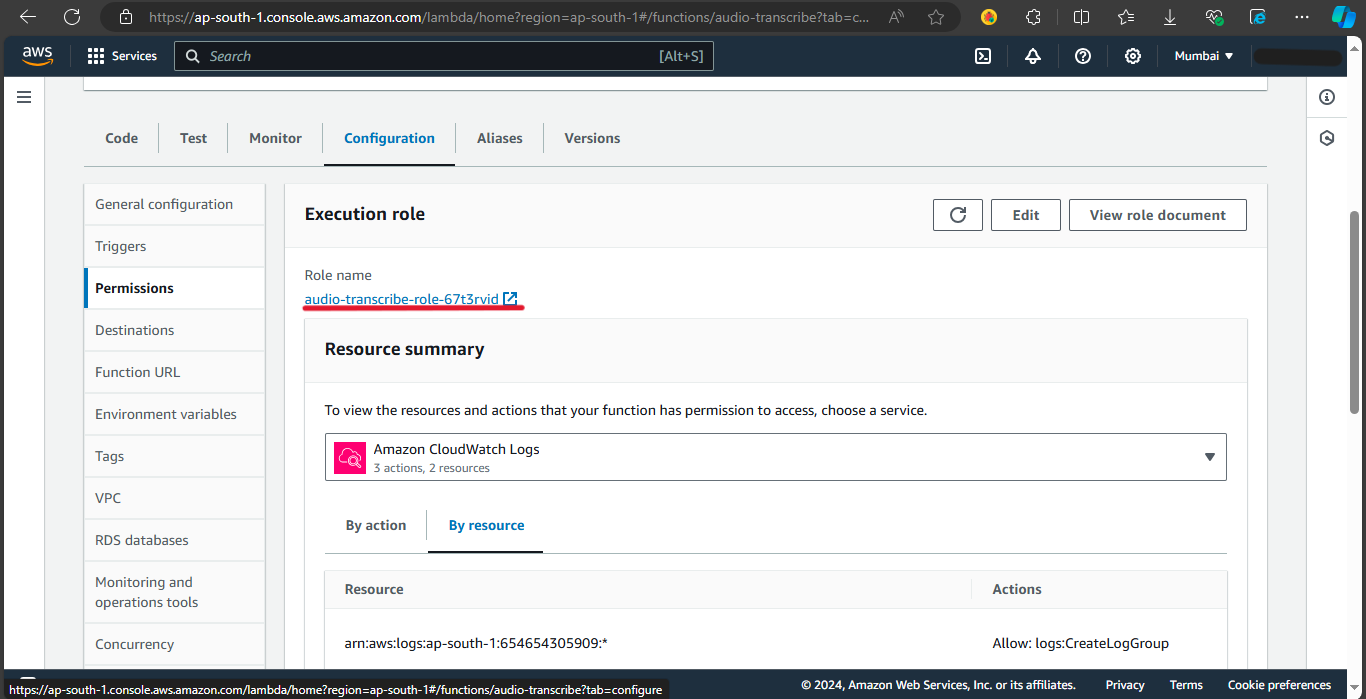 https://ap-south-1.console.aws.amazon.com/lambda/home?region=ap-south-1#/functions/audio-transcribe?tab=c...
aws
Services
Search
[Alt+S]
Mumbai
Code
Test
Monitor
Configuration
Aliases
Versions
General configuration
Triggers
Permissions
Destinations
Function URL
Environment variables
Tags
VPC
RDS databases
Monitoring and
operations tools
Concurrency
Execution role
Edit
View role document
Role name
audio-transcribe-role-67t3rvid
Resource summary
To view the resources and actions that your function has permission to access, choose a service.
Amazon CloudWatch Logs
3 actions, 2 resources
By action
By resource
Resource
Actions
arn:aws:logs:ap-south-1:654654305909:*
Allow: logs:CreateLogGroup
https://ap-south-1.console.aws.amazon.com/lambda/home?region=ap-south-1#/functions/audio-transcribe?tab=configure
© 2024, Amazon Web Services, Inc. or its affiliates.
Privacy
Terms
Cookie preferences